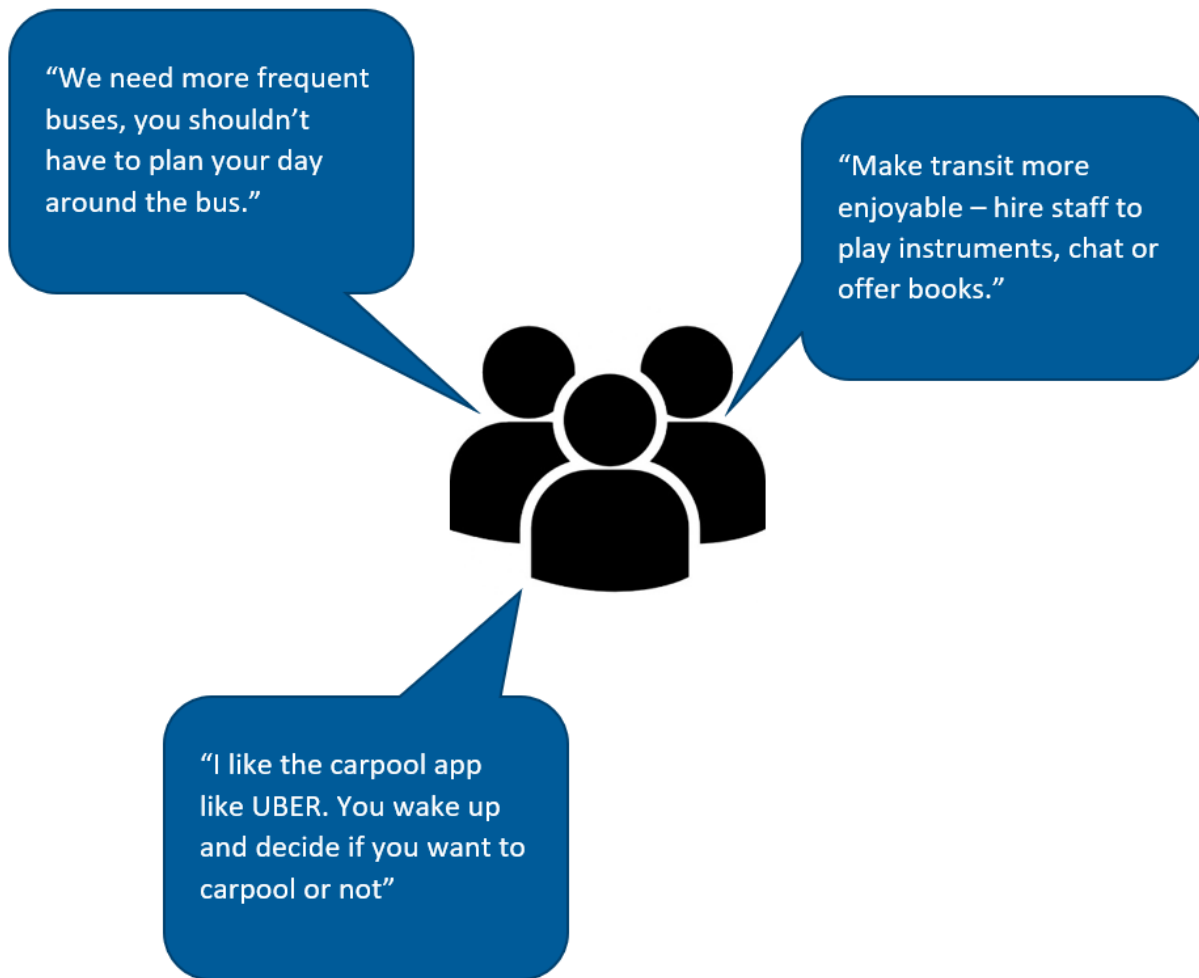 “We need more frequent
buses, you shouldn’t
have to plan your day
around the bus.”
“Make transit more
enjoyable – hire staff to
play instruments, chat or
offer books.”
“I like the carpool app
like UBER. You wake up
and decide if you want to
carpool or not”